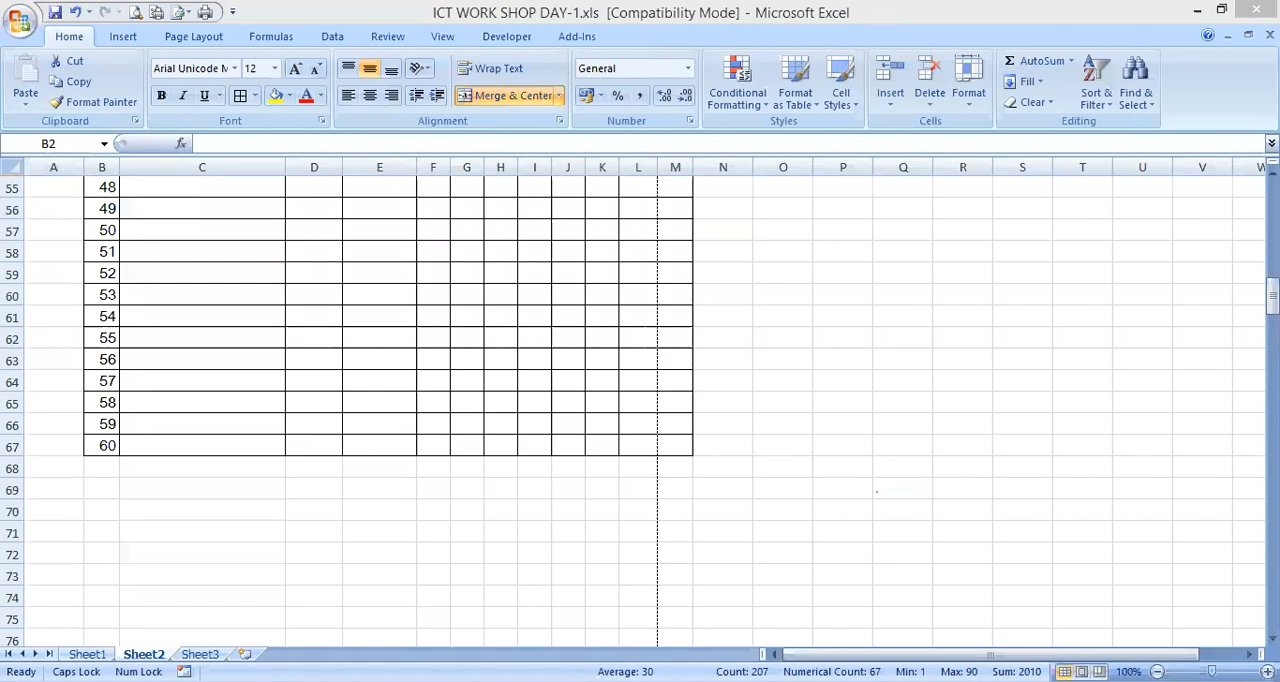 ICT WORK SHOP DAY-1.xls [Compatibility Mode] - Microsoft Excel
Home Insert Page Layout Formulas Data Review View Developer Add-Ins
Paste Cut Copy Format Painter Clipboard
Arial Unicode M 12 A A B I U A Font
Wrap Text Merge & Center Alignment
General % , .0 .00 .00 .0 Number
Conditional Formatting Format as Table Cell Styles Styles
Insert Delete Format Cells
Σ AutoSum Fill Clear Sort & Filter Find & Select Editing
B2 fx
A B C D E F G H I J K L M N O P Q R S T U V W
55 48
56 49
57 50
58 51
59 52
60 53
61 54
62 55
63 56
64 57
65 58
66 59
67 60
68
69
70
71
72
73
74
75
76
Sheet1 Sheet2 Sheet3
Ready Caps Lock Num Lock Average: 30 Count: 207 Numerical Count: 67 Min: 1 Max: 90 Sum: 2010 100%